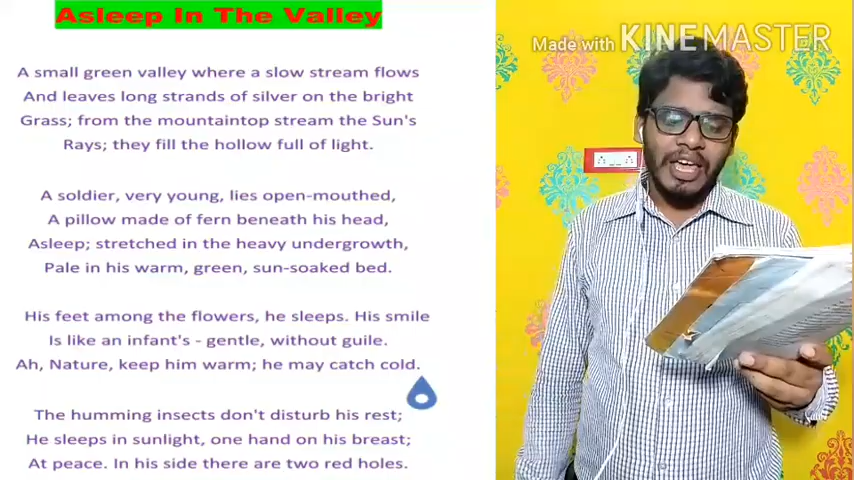 Asleep In The Valley
Made with KINEMASTER
A small green valley where a slow stream flows
And leaves long strands of silver on the bright
Grass; from the mountaintop stream the Sun's
Rays; they fill the hollow full of light.
A soldier, very young, lies open-mouthed,
A pillow made of fern beneath his head,
Asleep; stretched in the heavy undergrowth,
Pale in his warm, green, sun-soaked bed.
His feet among the flowers, he sleeps. His smile
Is like an infant's - gentle, without guile.
Ah, Nature, keep him warm; he may catch cold.
The humming insects don't disturb his rest;
He sleeps in sunlight, one hand on his breast;
At peace. In his side there are two red holes.